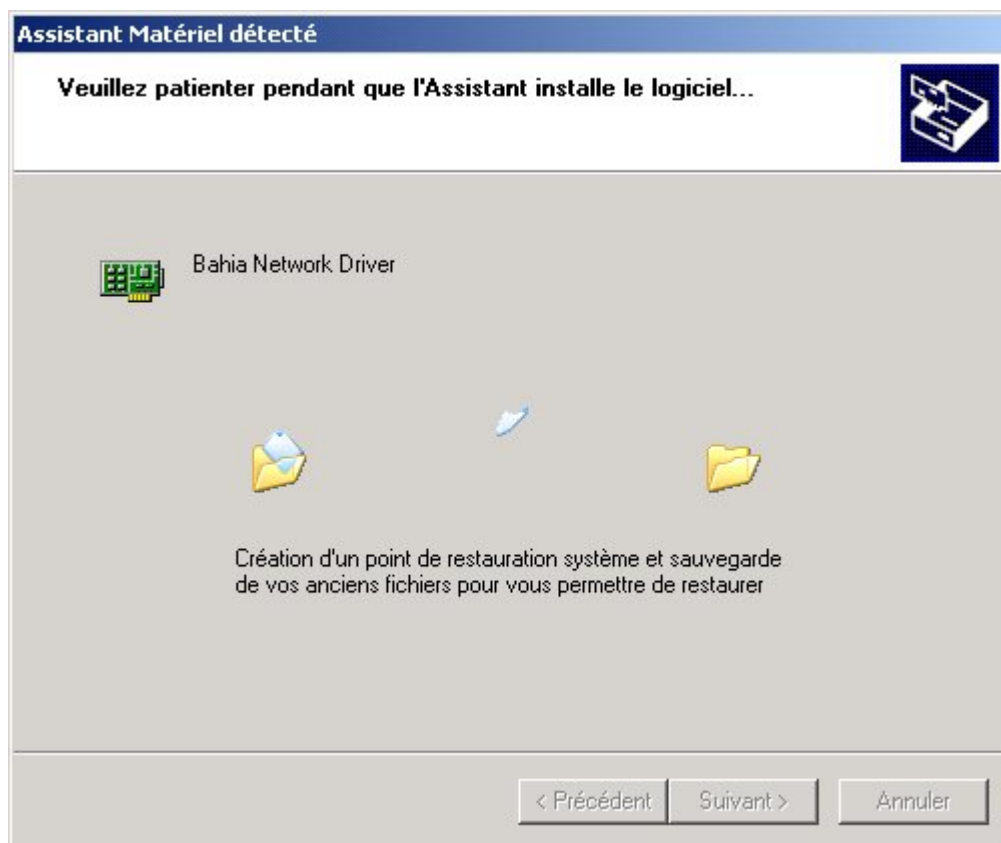 Assistant Matériel détecté
Veuillez patienter pendant que l'Assistant installe le logiciel...
Bahia Network Driver
Création d'un point de restauration système et sauvegarde
de vos anciens fichiers pour vous permettre de restaurer
< Précédent Suivant > Annuler